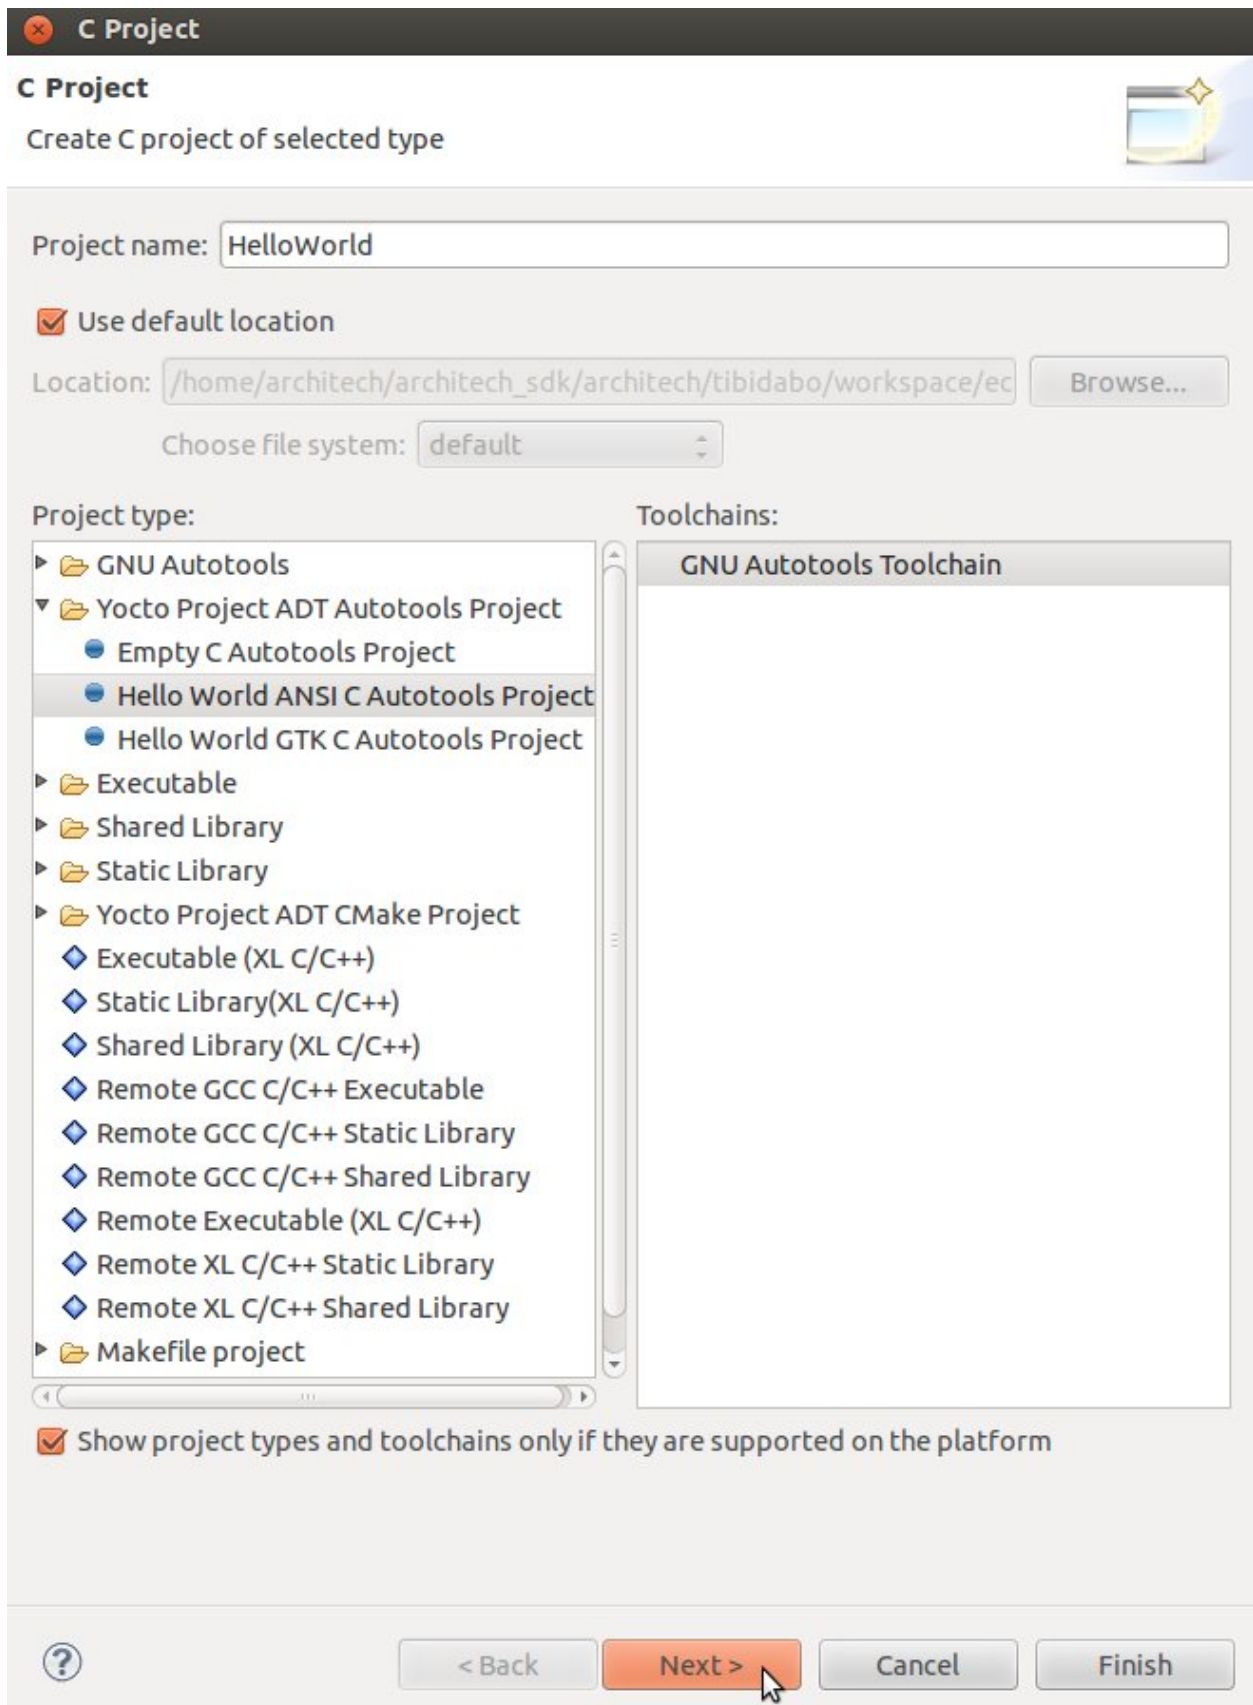 C Project
C Project
Create C project of selected type
Project name: HelloWorld
Use default location
Location: /home/architech/architech_sdk/architech/tibidabo/workspace/ec Browse...
Choose file system: default
Project type: Toolchains:
GNU Autotools
GNU Autotools Toolchain
Yocto Project ADT Autotools Project
Empty C Autotools Project
Hello World ANSI C Autotools Project
Hello World GTK C Autotools Project
Executable
Shared Library
Static Library
Yocto Project ADT CMake Project
Executable (XL C/C++)
Static Library(XL C/C++)
Shared Library (XL C/C++)
Remote GCC C/C++ Executable
Remote GCC C/C++ Static Library
Remote GCC C/C++ Shared Library
Remote Executable (XL C/C++)
Remote XL C/C++ Static Library
Remote XL C/C++ Shared Library
Makefile project
Show project types and toolchains only if they are supported on the platform
? < Back Next > Cancel Finish